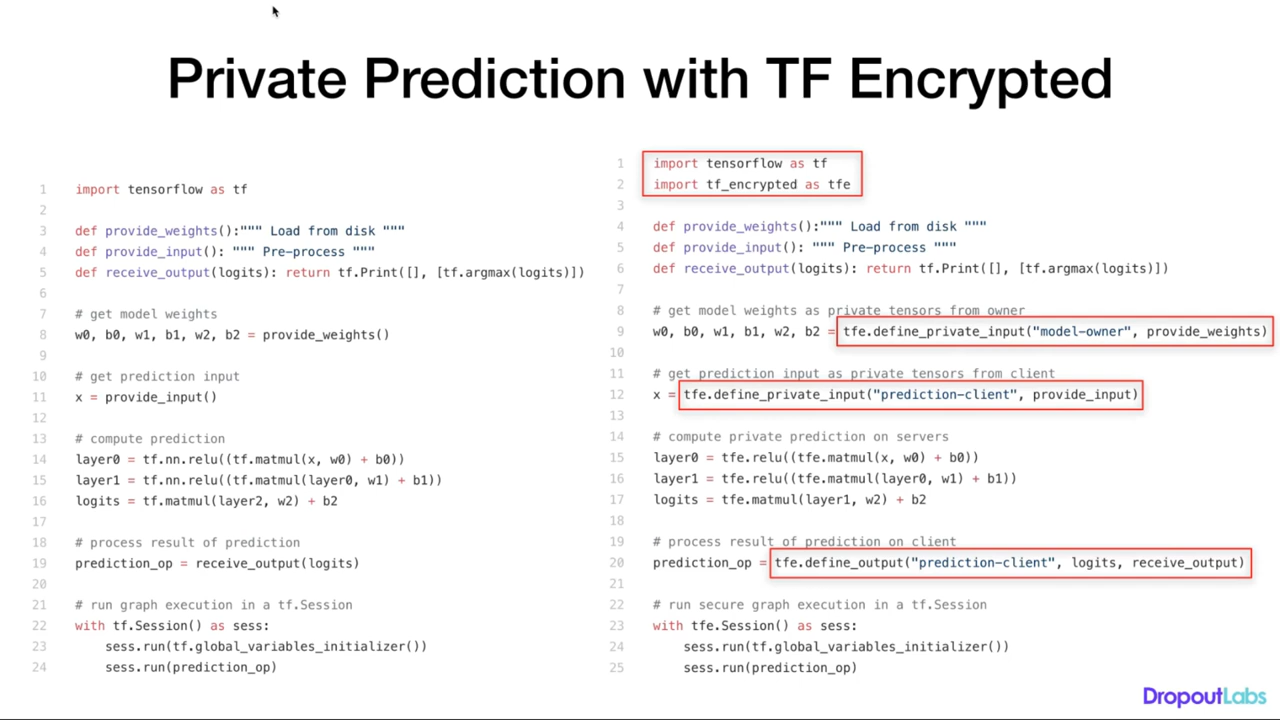 Private Prediction with TF Encrypted
1 import tensorflow as tf
2
3 def provide_weights():""" Load from disk """
4 def provide_input(): """ Pre-process """
5 def receive_output(logits): return tf.Print([], [tf.argmax(logits)])
6
7 # get model weights
8 w0, b0, w1, b1, w2, b2 = provide_weights()
9
10 # get prediction input
11 x = provide_input()
12
13 # compute prediction
14 layer0 = tf.nn.relu((tf.matmul(x, w0) + b0))
15 layer1 = tf.nn.relu((tf.matmul(layer0, w1) + b1))
16 logits = tf.matmul(layer2, w2) + b2
17
18 # process result of prediction
19 prediction_op = receive_output(logits)
20
21 # run graph execution in a tf.Session
22 with tf.Session() as sess:
23     sess.run(tf.global_variables_initializer())
24     sess.run(prediction_op)
1 import tensorflow as tf
2 import tf_encrypted as tfe
3
4 def provide_weights():""" Load from disk """
5 def provide_input(): """ Pre-process """
6 def receive_output(logits): return tf.Print([], [tf.argmax(logits)])
7
8 # get model weights as private tensors from owner
9 w0, b0, w1, b1, w2, b2 = tfe.define_private_input("model-owner", provide_weights)
10
11 # get prediction input as private tensors from client
12 x = tfe.define_private_input("prediction-client", provide_input)
13
14 # compute private prediction on servers
15 layer0 = tfe.relu((tfe.matmul(x, w0) + b0))
16 layer1 = tfe.relu((tfe.matmul(layer0, w1) + b1))
17 logits = tfe.matmul(layer1, w2) + b2
18
19 # process result of prediction on client
20 prediction_op = tfe.define_output("prediction-client", logits, receive_output)
21
22 # run secure graph execution in a tf.Session
23 with tfe.Session() as sess:
24     sess.run(tf.global_variables_initializer())
25     sess.run(prediction_op)
DropoutLabs